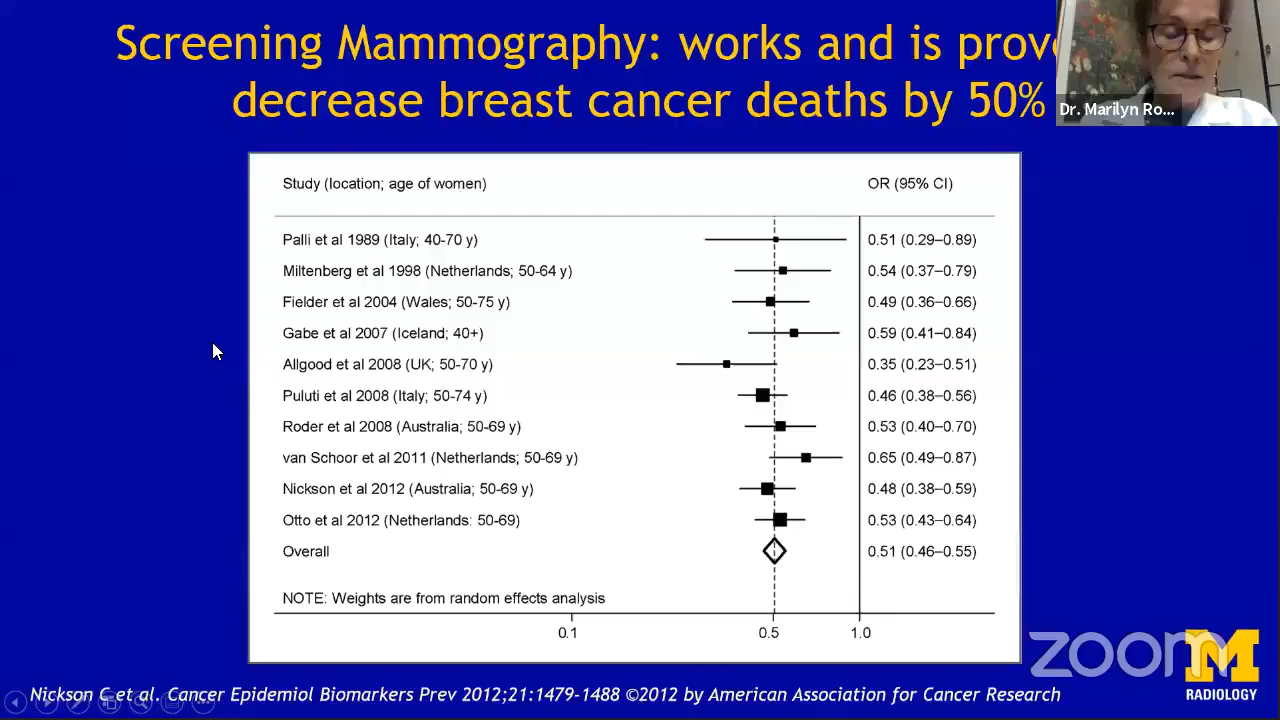 Screening Mammography: works and is
decrease breast cancer deaths by 50%
Dr. Marilyn Ro...
Study (location; age of women) OR (95% CI)
Palli et al 1989 (Italy; 40-70 y) 0.51 (0.29–0.89)
Miltenberg et al 1998 (Netherlands; 50-64 y) 0.54 (0.37–0.79)
Fielder et al 2004 (Wales; 50-75 y) 0.49 (0.36–0.66)
Gabe et al 2007 (Iceland; 40+) 0.59 (0.41–0.84)
Allgood et al 2008 (UK; 50-70 y) 0.35 (0.23–0.51)
Puluti et al 2008 (Italy; 50-74 y) 0.46 (0.38–0.56)
Roder et al 2008 (Australia; 50-69 y) 0.53 (0.40–0.70)
van Schoor et al 2011 (Netherlands; 50-69 y) 0.65 (0.49–0.87)
Nickson et al 2012 (Australia; 50-69 y) 0.48 (0.38–0.59)
Otto et al 2012 (Netherlands: 50-69) 0.53 (0.43–0.64)
Overall 0.51 (0.46–0.55)
NOTE: Weights are from random effects analysis
0.1 0.5 1.0
zoom
M
RADIOLOGY
Nickson C et al. Cancer Epidemiol Biomarkers Prev 2012;21:1479-1488 ©2012 by American Association for Cancer Research